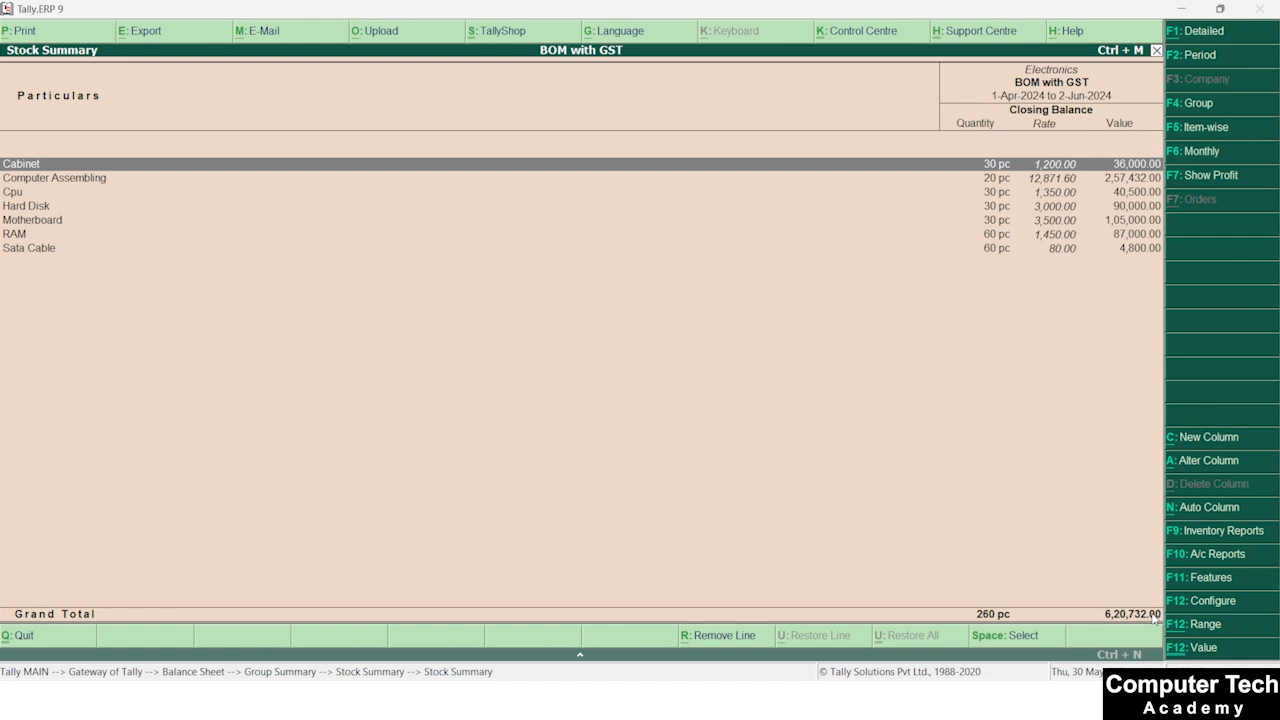 Tally.ERP 9
P: Print E: Export M: E-Mail O: Upload S: TallyShop G: Language K: Keyboard K: Control Centre H: Support Centre H: Help
Stock Summary BOM with GST Ctrl + M
Particulars
Electronics
BOM with GST
1-Apr-2024 to 2-Jun-2024
Closing Balance
Quantity Rate Value
Cabinet 30 pc 1,200.00 36,000.00
Computer Assembling 20 pc 12,871.60 2,57,432.00
Cpu 30 pc 1,350.00 40,500.00
Hard Disk 30 pc 3,000.00 90,000.00
Motherboard 30 pc 3,500.00 1,05,000.00
RAM 60 pc 1,450.00 87,000.00
Sata Cable 60 pc 80.00 4,800.00
Grand Total 260 pc 6,20,732.00
F1: Detailed
F2: Period
F3: Company
F4: Group
F5: Item-wise
F6: Monthly
F7: Show Profit
F7: Orders
C: New Column
A: Alter Column
D: Delete Column
N: Auto Column
F9: Inventory Reports
F10: A/c Reports
F11: Features
F12: Configure
F12: Range
F12: Value
Q: Quit R: Remove Line U: Restore Line U: Restore All Space: Select
Ctrl + N
Tally MAIN --> Gateway of Tally --> Balance Sheet --> Group Summary --> Stock Summary --> Stock Summary © Tally Solutions Pvt Ltd., 1988-2020 Thu, 30 May
Computer Tech
Academy